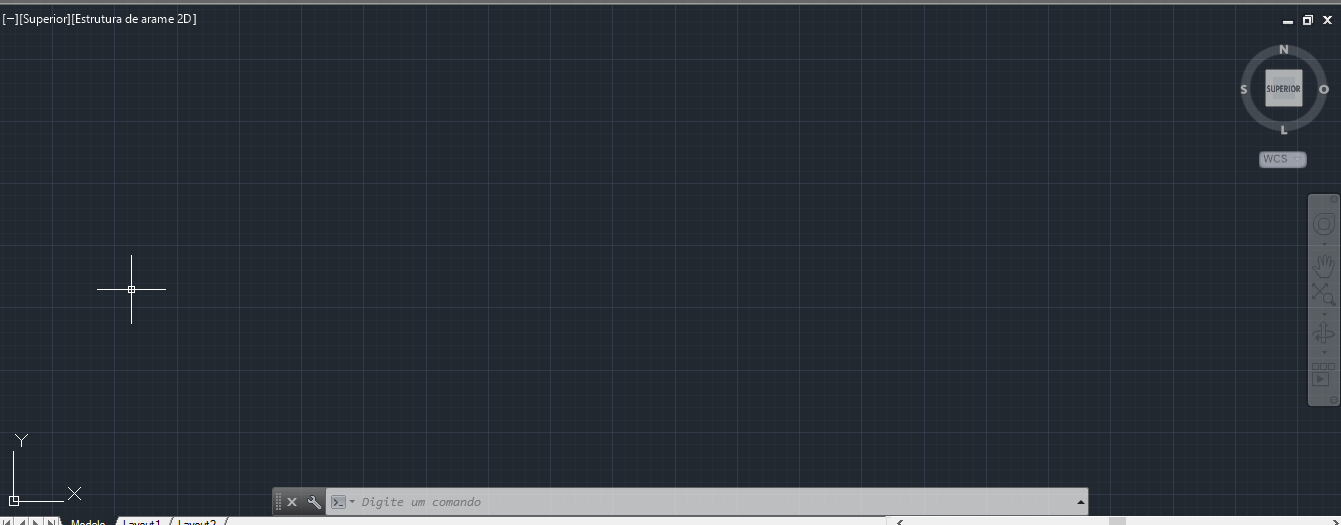 [−][Superior][Estrutura de arame 2D]
N
S
SUPERIOR
O
L
WCS
Y
X
Digite um comando
Modelo
Layout1
Layout2